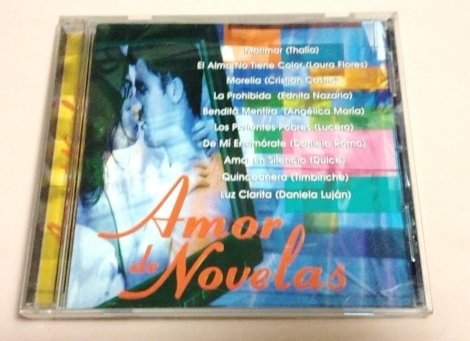 Marimar (Thalía)
El Alma No Tiene Color (Laura Flores)
Morelia (Cristian Castro)
La Prohibida (Ednita Nazario)
Bendita Mentira (Angélica María)
Los Parientes Pobres (Lucero)
De Mí Enamórate (Daniela Romo)
Amar En Silencio (Dulce)
Quinceañera (Timbiriche)
Luz Clarita (Daniela Luján)
Amor
de Novelas